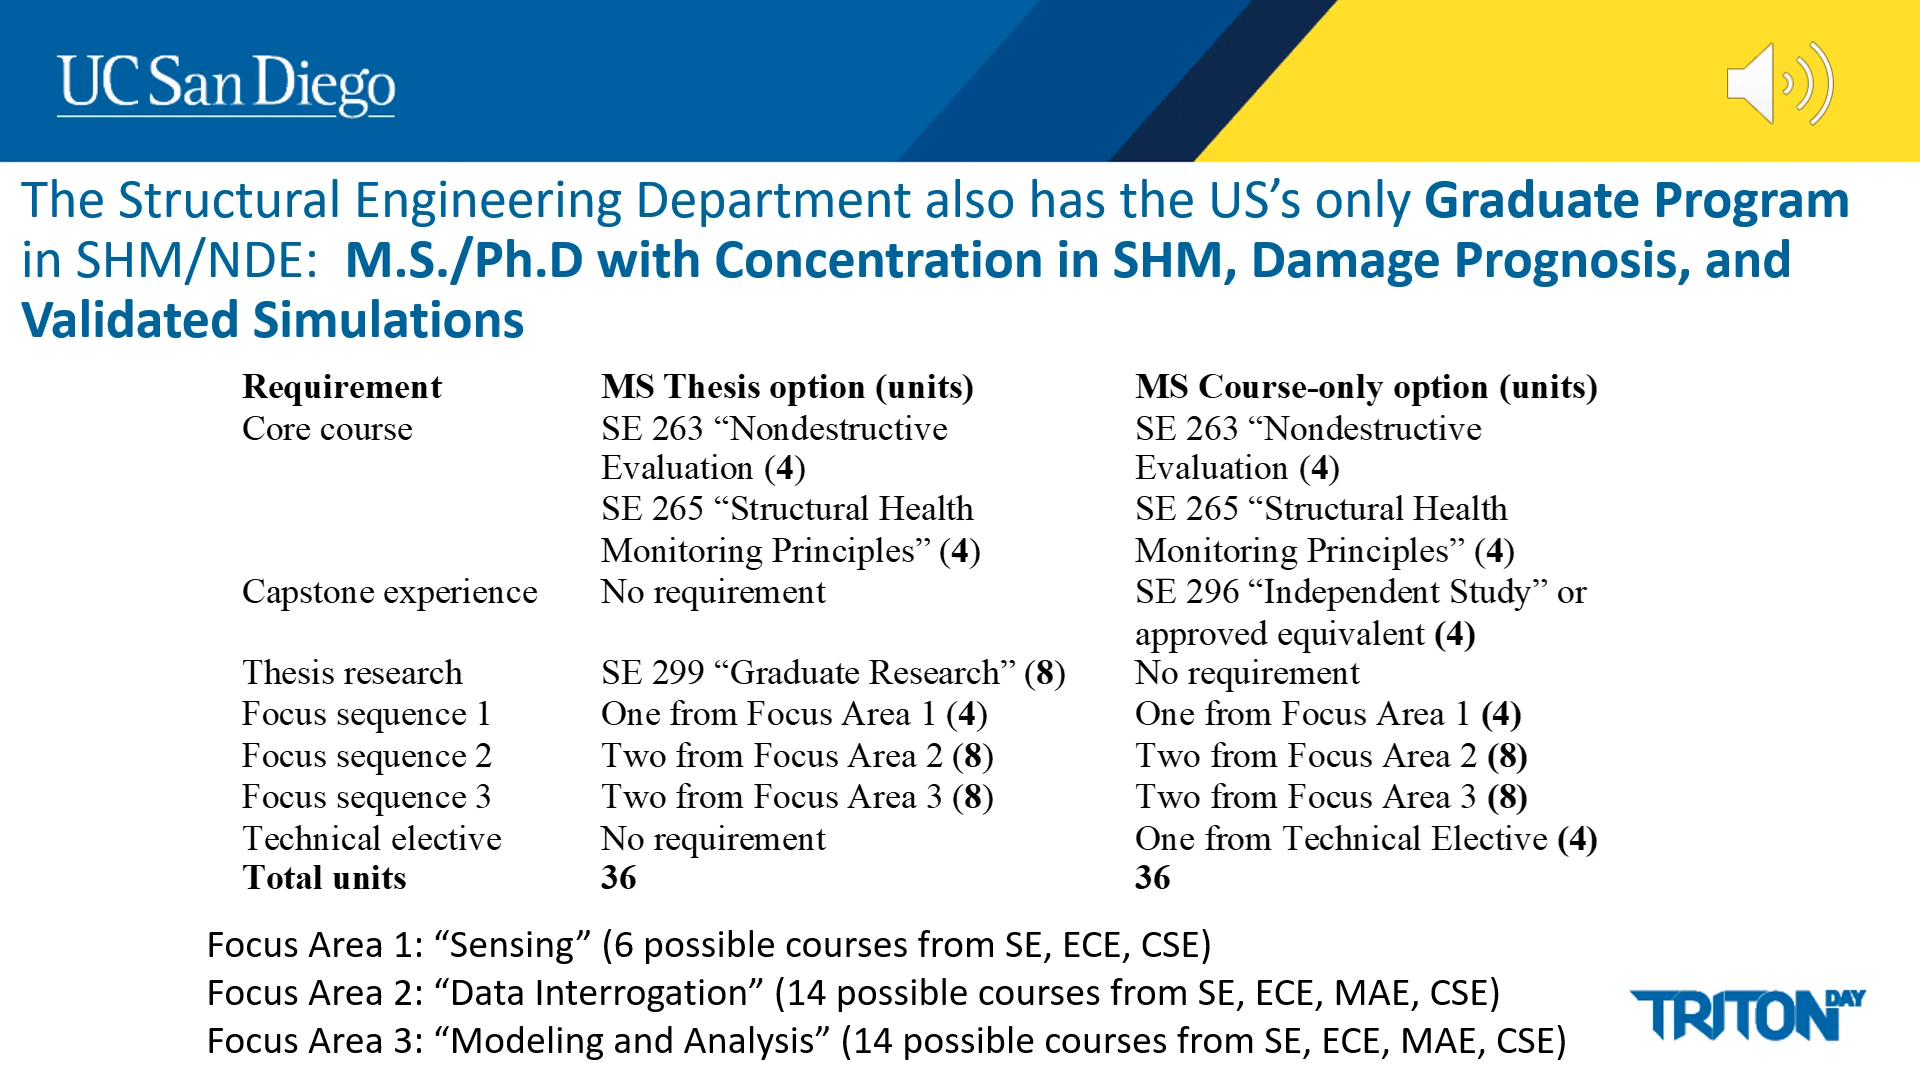 UC San Diego
The Structural Engineering Department also has the US’s only Graduate Program
in SHM/NDE: M.S./Ph.D with Concentration in SHM, Damage Prognosis, and
Validated Simulations
Requirement MS Thesis option (units) MS Course-only option (units)
Core course SE 263 “Nondestructive SE 263 “Nondestructive
Evaluation (4) Evaluation (4)
SE 265 “Structural Health SE 265 “Structural Health
Monitoring Principles” (4) Monitoring Principles” (4)
Capstone experience No requirement SE 296 “Independent Study” or
approved equivalent (4)
Thesis research SE 299 “Graduate Research” (8) No requirement
Focus sequence 1 One from Focus Area 1 (4) One from Focus Area 1 (4)
Focus sequence 2 Two from Focus Area 2 (8) Two from Focus Area 2 (8)
Focus sequence 3 Two from Focus Area 3 (8) Two from Focus Area 3 (8)
Technical elective No requirement One from Technical Elective (4)
Total units 36 36
Focus Area 1: “Sensing” (6 possible courses from SE, ECE, CSE)
Focus Area 2: “Data Interrogation” (14 possible courses from SE, ECE, MAE, CSE)
Focus Area 3: “Modeling and Analysis” (14 possible courses from SE, ECE, MAE, CSE)
TRITON DAY